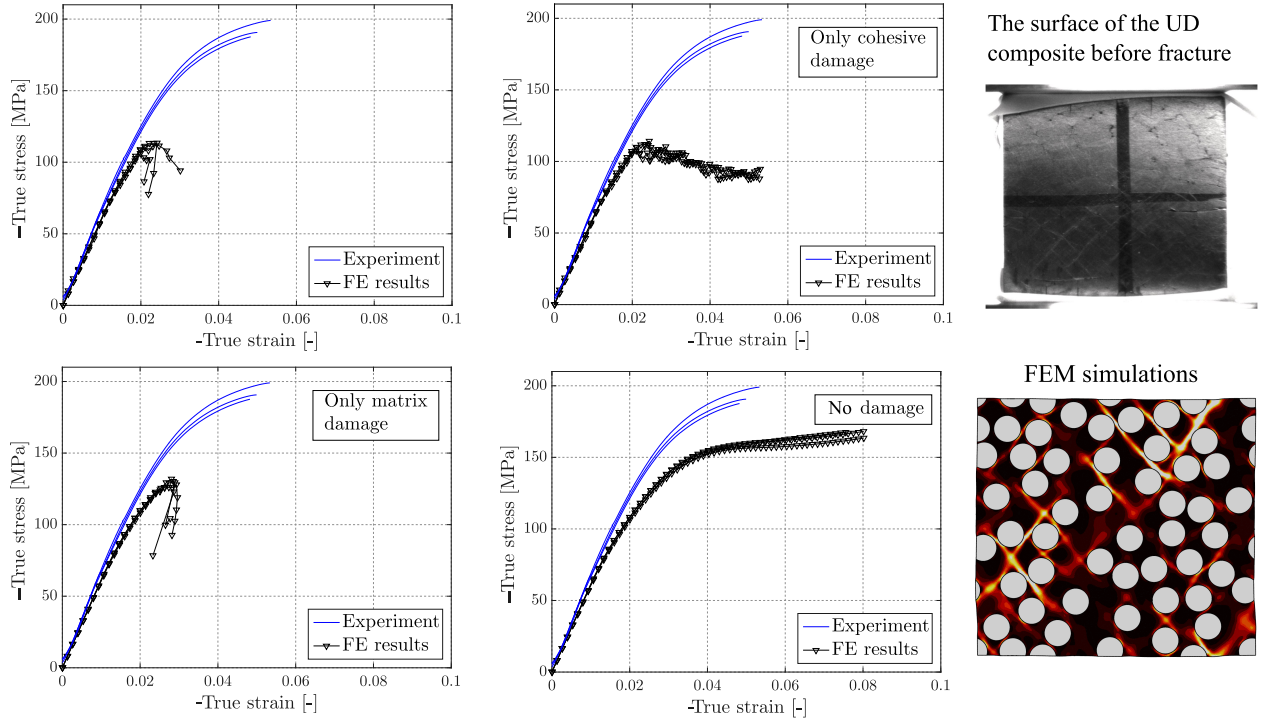 200
150
100
50
0
0
0.02
0.04
0.06
0.08
0.1
-True stress [MPa]
-True strain [-]
Experiment
FE results
200
150
100
50
0
0
0.02
0.04
0.06
0.08
0.1
-True stress [MPa]
-True strain [-]
Only cohesive
damage
Experiment
FE results
The surface of the UD
composite before fracture
200
150
100
50
0
0
0.02
0.04
0.06
0.08
0.1
-True stress [MPa]
-True strain [-]
Only matrix
damage
Experiment
FE results
200
150
100
50
0
0
0.02
0.04
0.06
0.08
0.1
-True stress [MPa]
-True strain [-]
No damage
Experiment
FE results
FEM simulations